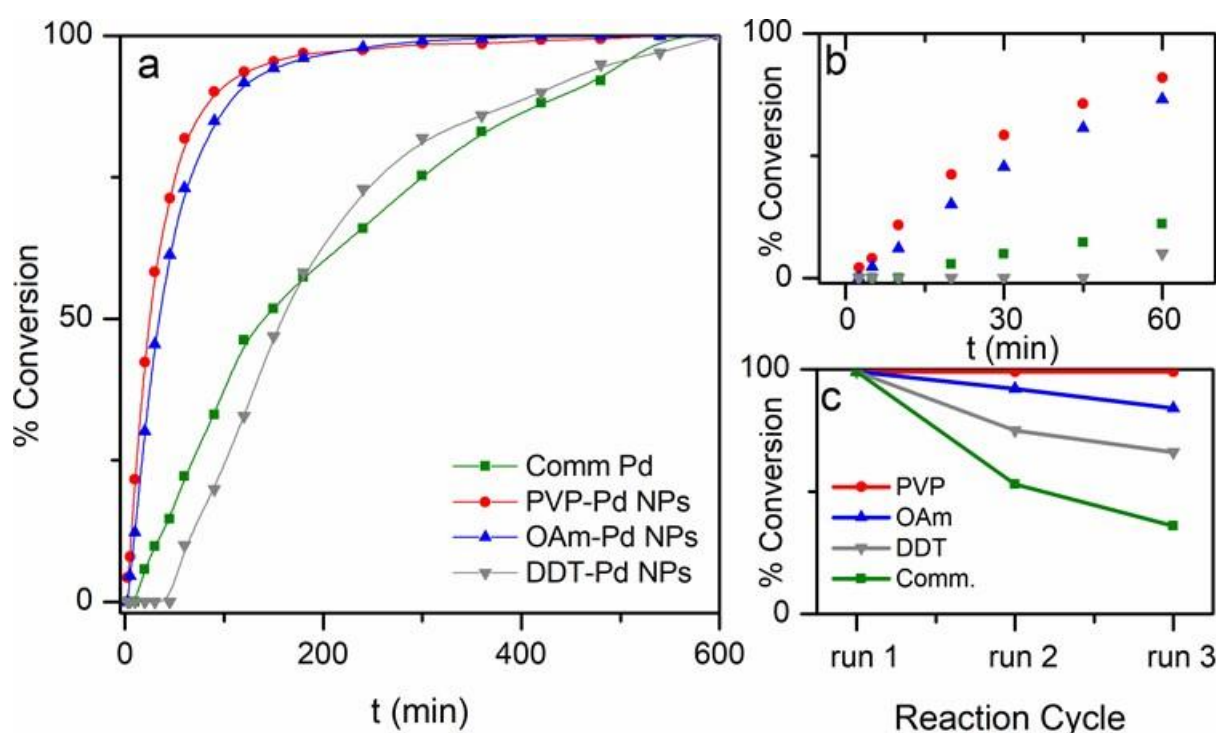 a
% Conversion
100
50
0
0 200 400 600
t (min)
Comm Pd
PVP-Pd NPs
OAm-Pd NPs
DDT-Pd NPs
b
% Conversion
100
0
0 30 60
t (min)
c
% Conversion
100
0
PVP
OAm
DDT
Comm.
run 1 run 2 run 3
Reaction Cycle